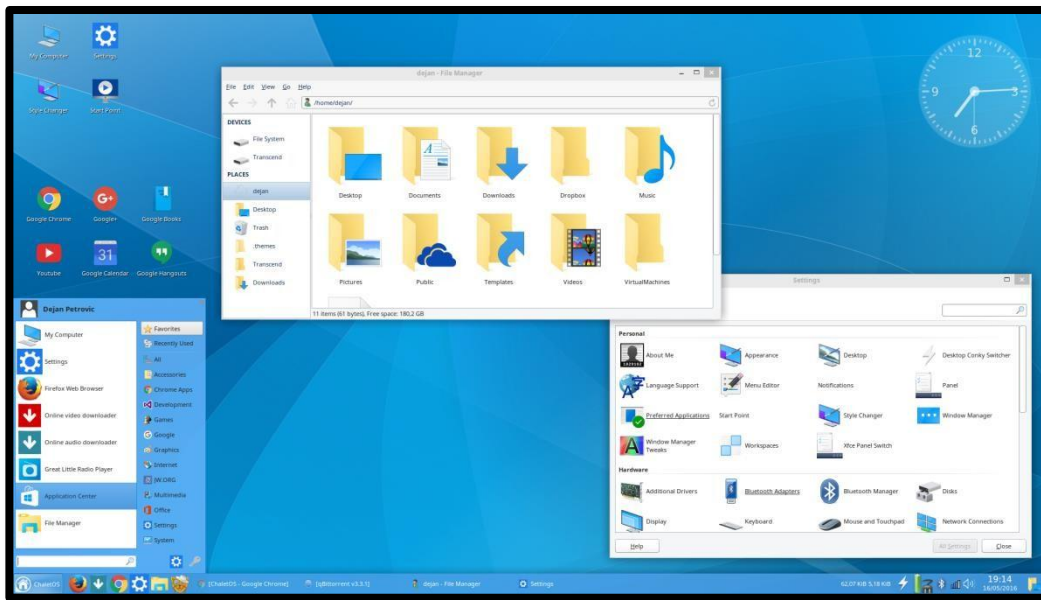 My Computer
Settings
Style Changer
Start Point
Google Chrome
Google+
Google Books
Youtube
Google Calendar
Google Hangouts
31
12
3
6
9
dejan - File Manager
File Edit View Go Help
/home/dejan/
DEVICES
File System
Transcend
PLACES
dejan
Desktop
Trash
.themes
Transcend
Downloads
Desktop
Documents
Downloads
Dropbox
Music
Pictures
Public
Templates
Videos
VirtualMachines
11 items (61 bytes), Free space: 180,2 GB
Settings
Personal
About Me
Appearance
Desktop
Desktop Conky Switcher
Language Support
Menu Editor
Notifications
Panel
Preferred Applications
Start Point
Style Changer
Window Manager
Window Manager
Tweaks
Workspaces
Xfce Panel Switch
Hardware
Additional Drivers
Bluetooth Adapters
Bluetooth Manager
Disks
Display
Keyboard
Mouse and Touchpad
Network Connections
Help
All Settings
Close
Dejan Petrovic
My Computer
Settings
Firefox Web Browser
Online video downloader
Online audio downloader
Great Little Radio Player
Application Center
File Manager
Favorites
Recently Used
All
Accessories
Chrome Apps
Development
Games
Google
Graphics
Internet
JW.ORG
Multimedia
Office
Settings
System
ChaletOS
[ChaletOS - Google Chrome]
[qBittorrent v3.3.1]
dejan - File Manager
Settings
19:14
16/05/2016